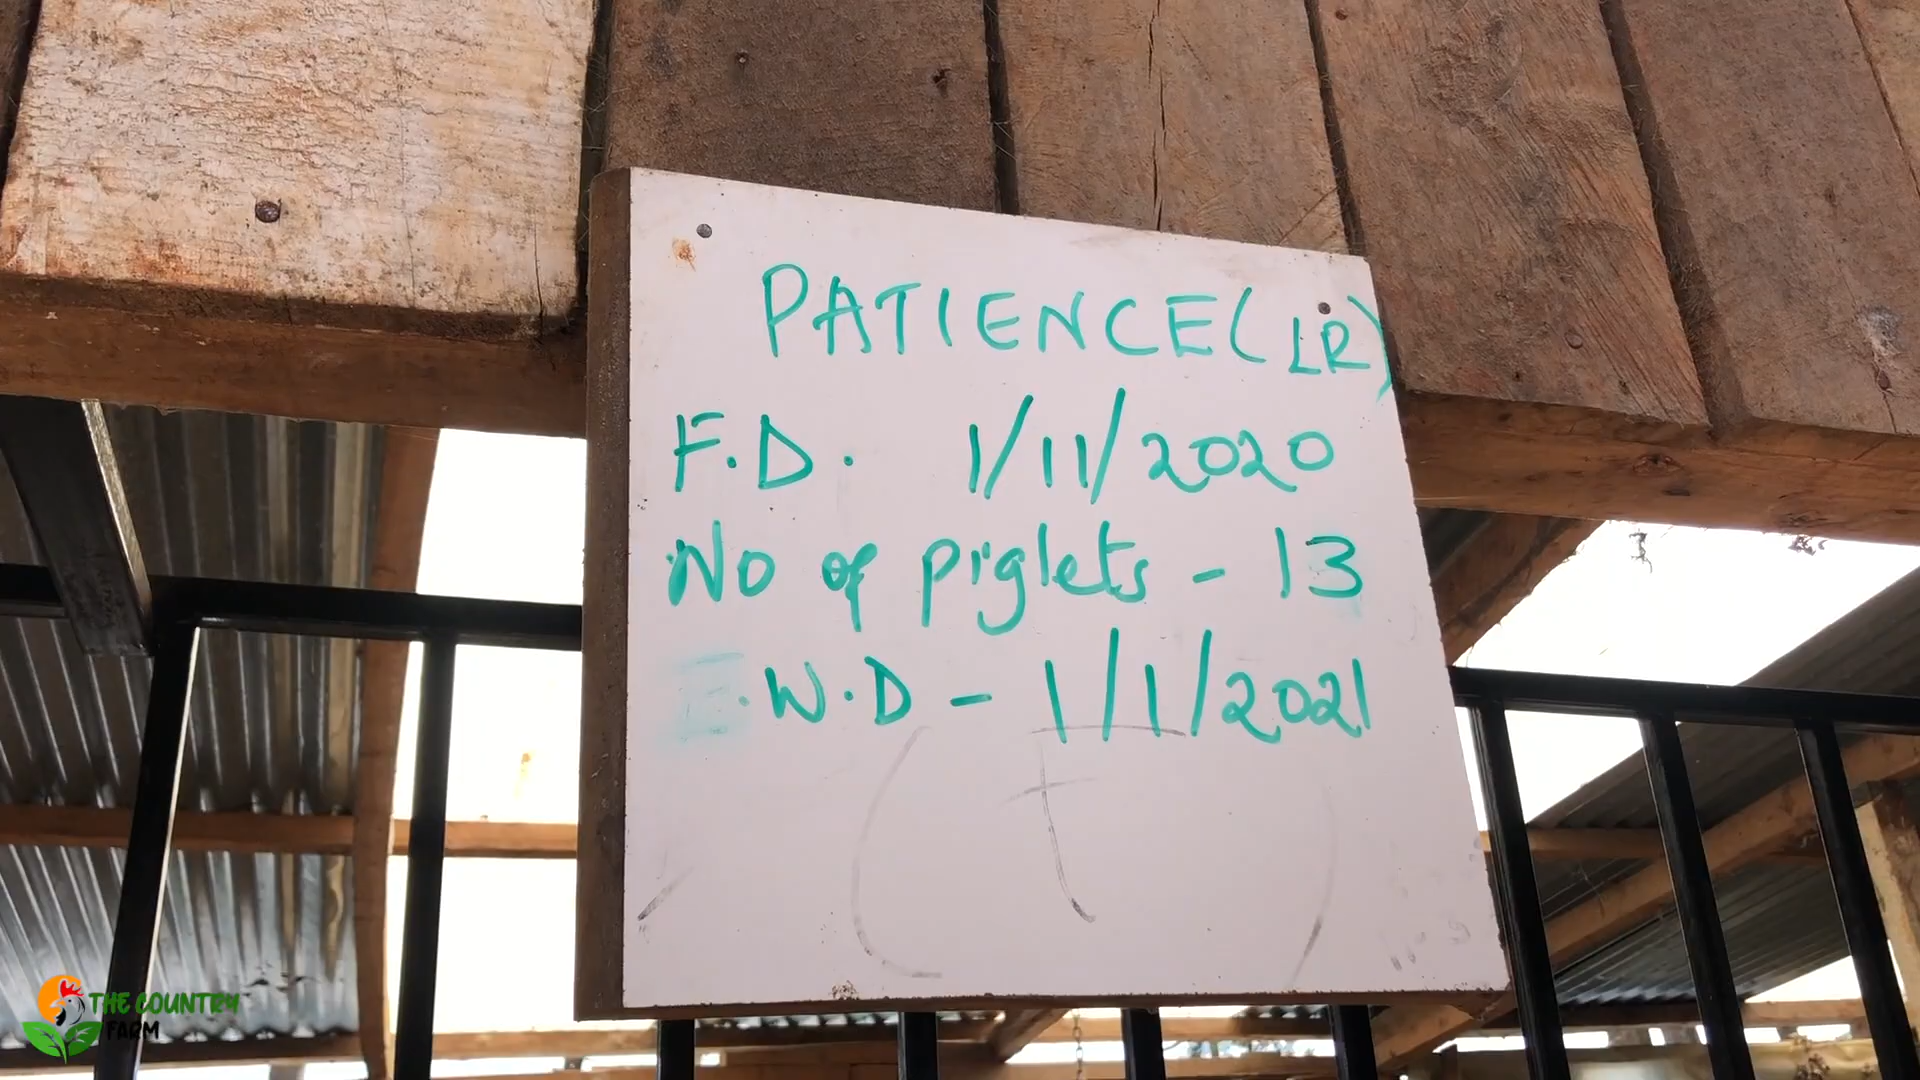 PATIENCE (LR)
F.D. 1/11/2020
No of piglets - 13
E.W.D - 1/1/2021
THE COUNTRY
FARM